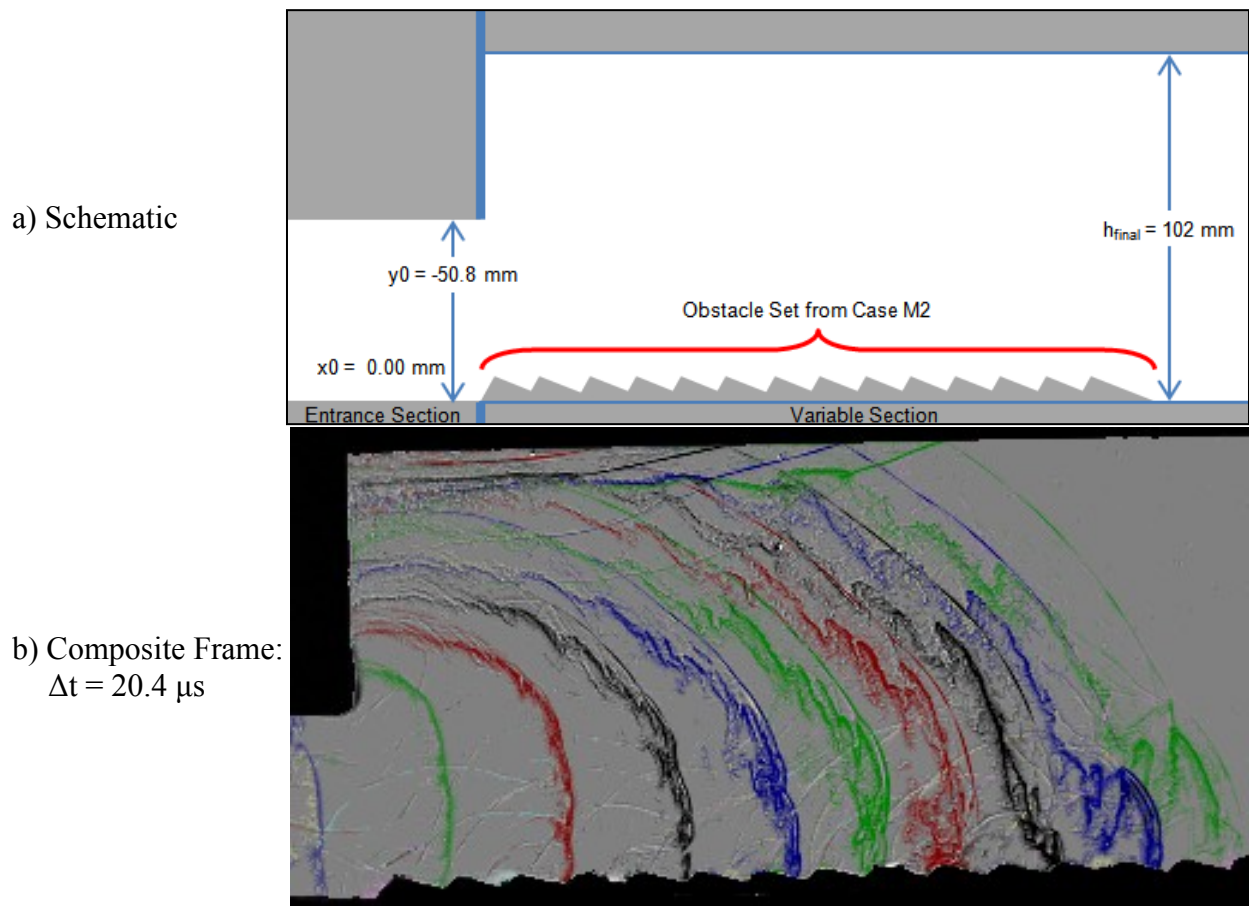 a) Schematic
y0 = -50.8 mm
h_final = 102 mm
Obstacle Set from Case M2
x0 = 0.00 mm
Entrance Section
Variable Section
b) Composite Frame:
Δt = 20.4 μs